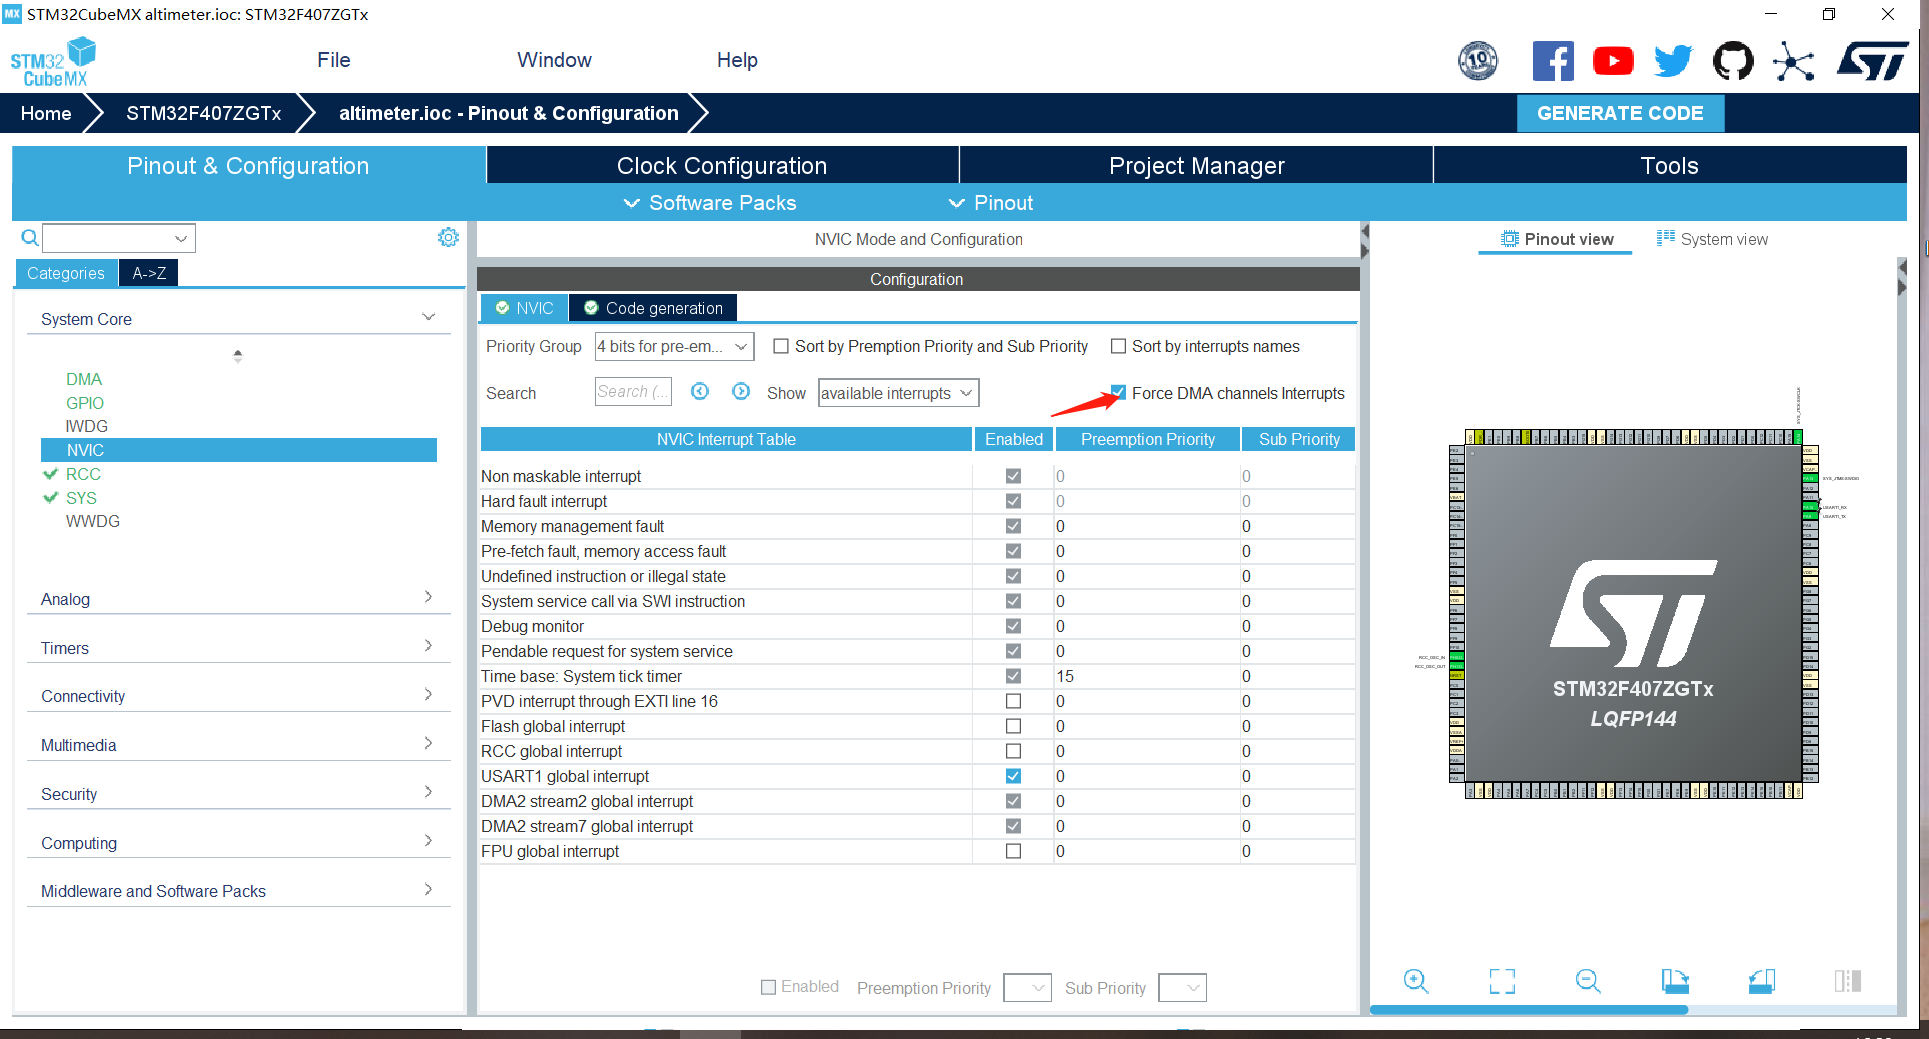 MX STM32CubeMX altimeter.ioc: STM32F407ZGTx
STM32 CubeMX
File Window Help
10
Home STM32F407ZGTx altimeter.ioc - Pinout & Configuration GENERATE CODE
Pinout & Configuration Clock Configuration Project Manager Tools
Software Packs Pinout
NVIC Mode and Configuration
Pinout view System view
Categories A->Z
Configuration
System Core
NVIC Code generation
Priority Group 4 bits for pre-em... Sort by Premption Priority and Sub Priority Sort by interrupts names
Search Search (... Show available interrupts Force DMA channels Interrupts
DMA
GPIO
IWDG
NVIC
RCC
SYS
WWDG
Analog
Timers
Connectivity
Multimedia
Security
Computing
Middleware and Software Packs
NVIC Interrupt Table Enabled Preemption Priority Sub Priority
Non maskable interrupt 0 0
Hard fault interrupt 0 0
Memory management fault 0 0
Pre-fetch fault, memory access fault 0 0
Undefined instruction or illegal state 0 0
System service call via SWI instruction 0 0
Debug monitor 0 0
Pendable request for system service 0 0
Time base: System tick timer 15 0
PVD interrupt through EXTI line 16 0 0
Flash global interrupt 0 0
RCC global interrupt 0 0
USART1 global interrupt 0 0
DMA2 stream2 global interrupt 0 0
DMA2 stream7 global interrupt 0 0
FPU global interrupt 0 0
Enabled Preemption Priority Sub Priority
USART1_RX
USART1_TX
RCC_OSC_IN
RCC_OSC_OUT
ST
STM32F407ZGTx
LQFP144